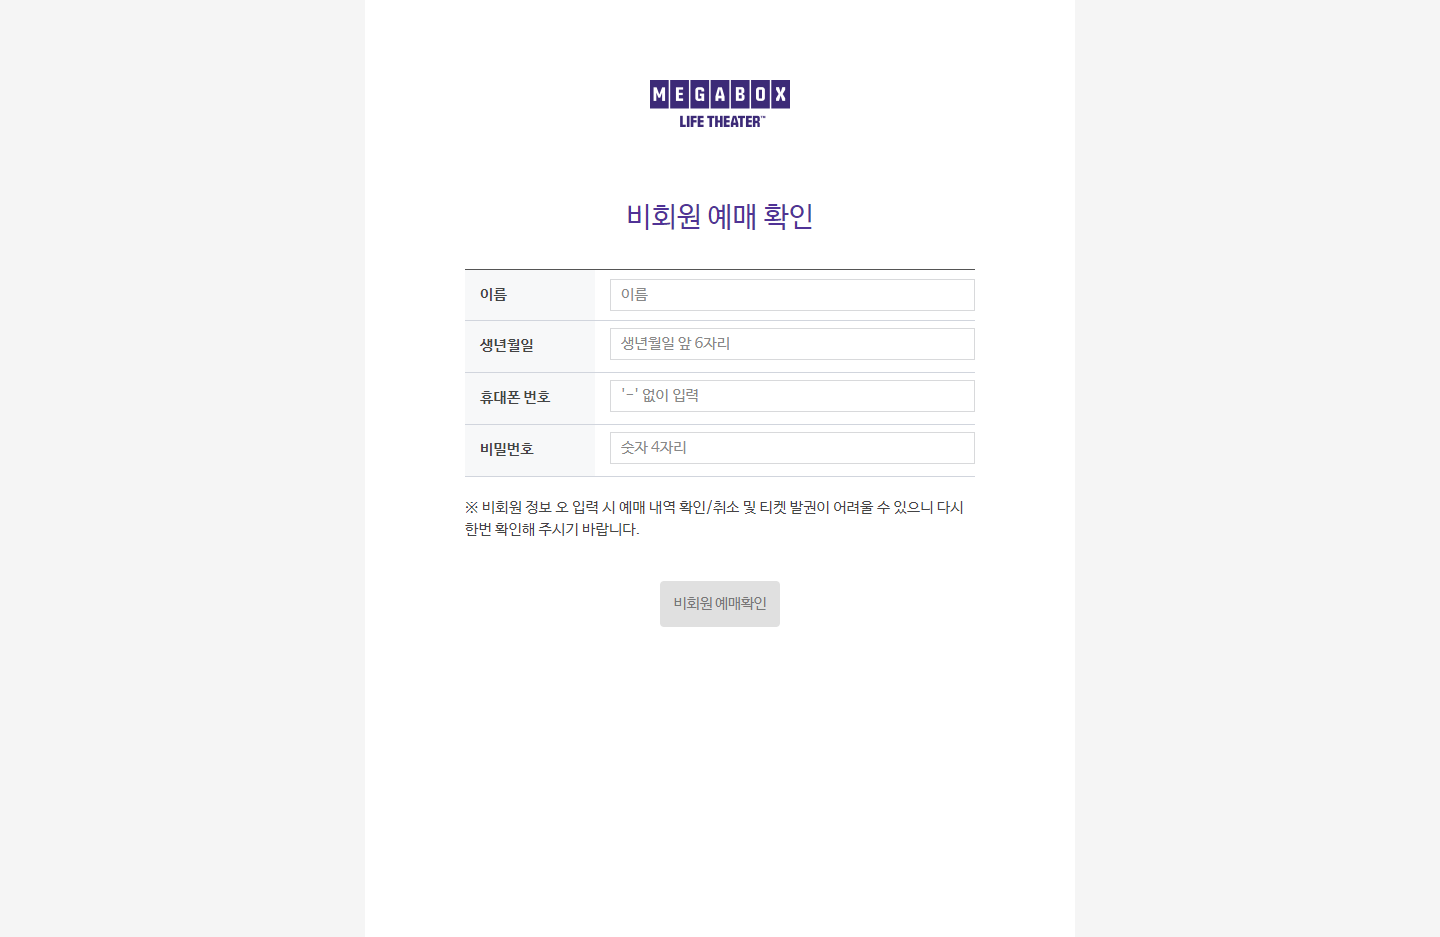 MEGABOX
LIFE THEATER™
비회원 예매 확인
이름
이름
생년월일
생년월일 앞 6자리
휴대폰 번호
'-' 없이 입력
비밀번호
숫자 4자리
※ 비회원 정보 오 입력 시 예매 내역 확인/취소 및 티켓 발권이 어려울 수 있으니 다시
한번 확인해 주시기 바랍니다.
비회원 예매확인